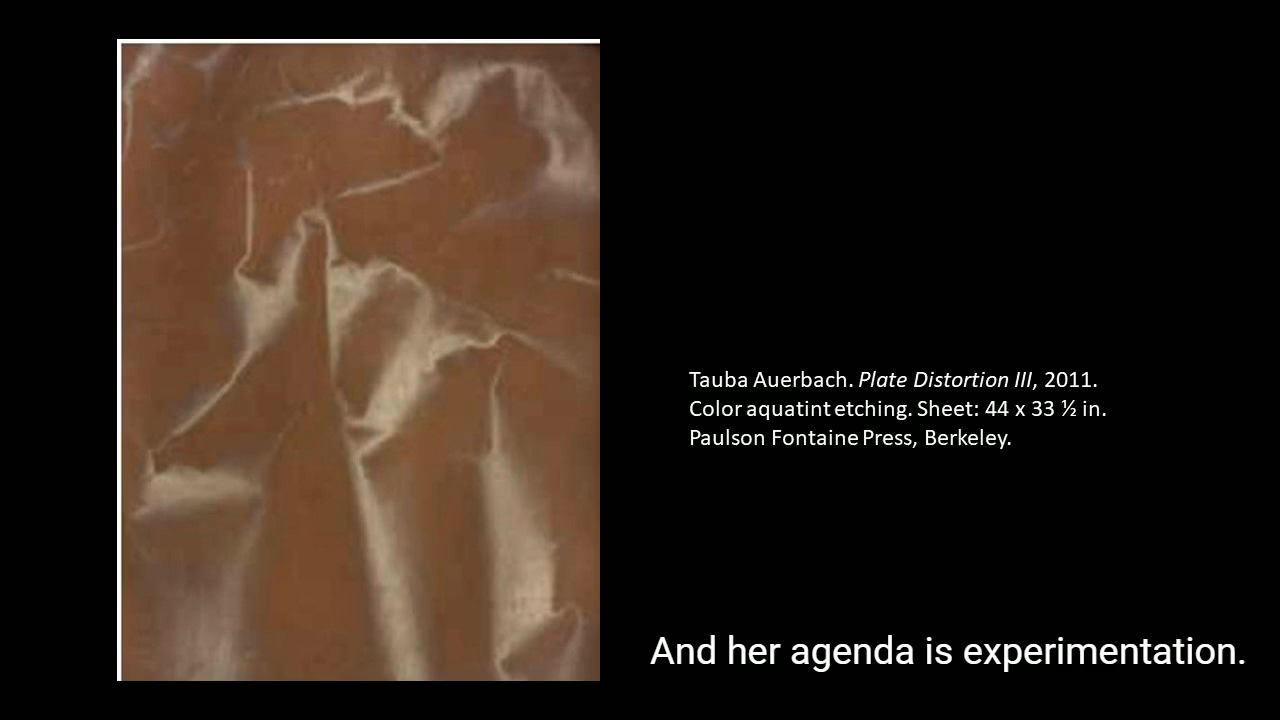 Tauba Auerbach. Plate Distortion III, 2011.
Color aquatint etching. Sheet: 44 x 33 ½ in.
Paulson Fontaine Press, Berkeley.
And her agenda is experimentation.